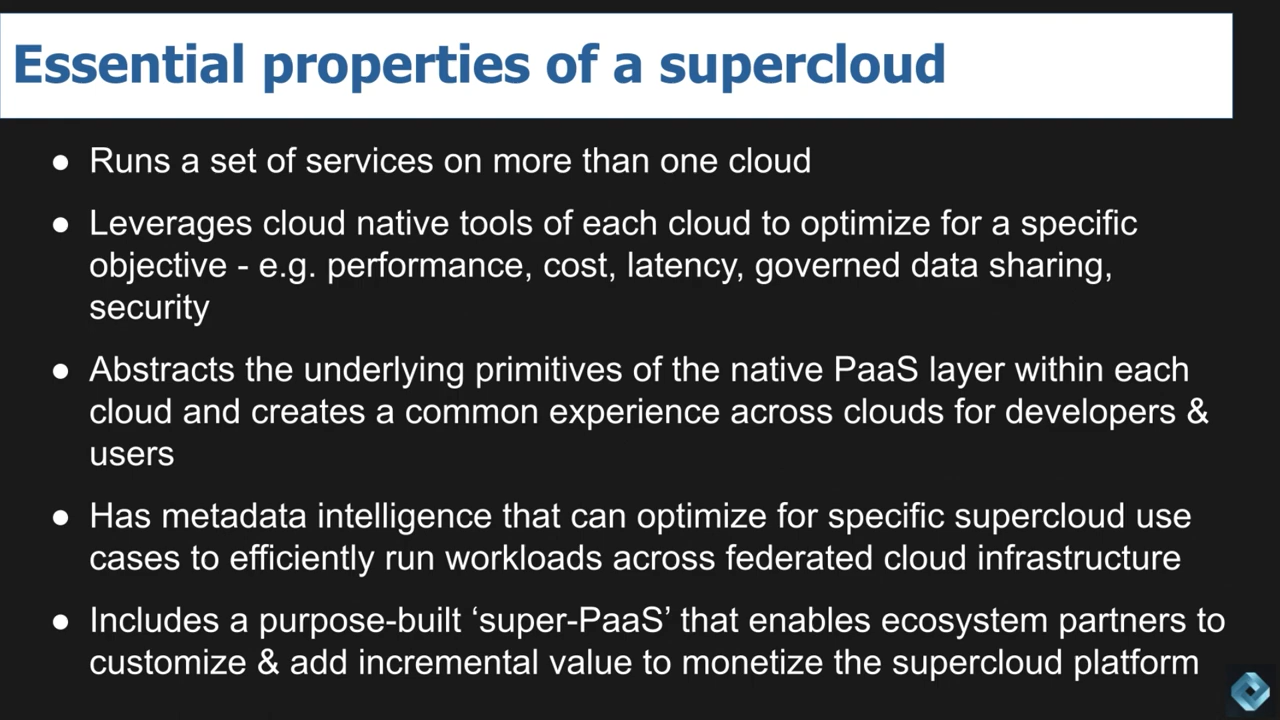 Essential properties of a supercloud
● Runs a set of services on more than one cloud
● Leverages cloud native tools of each cloud to optimize for a specific
objective - e.g. performance, cost, latency, governed data sharing,
security
● Abstracts the underlying primitives of the native PaaS layer within each
cloud and creates a common experience across clouds for developers &
users
● Has metadata intelligence that can optimize for specific supercloud use
cases to efficiently run workloads across federated cloud infrastructure
● Includes a purpose-built ‘super-PaaS’ that enables ecosystem partners to
customize & add incremental value to monetize the supercloud platform